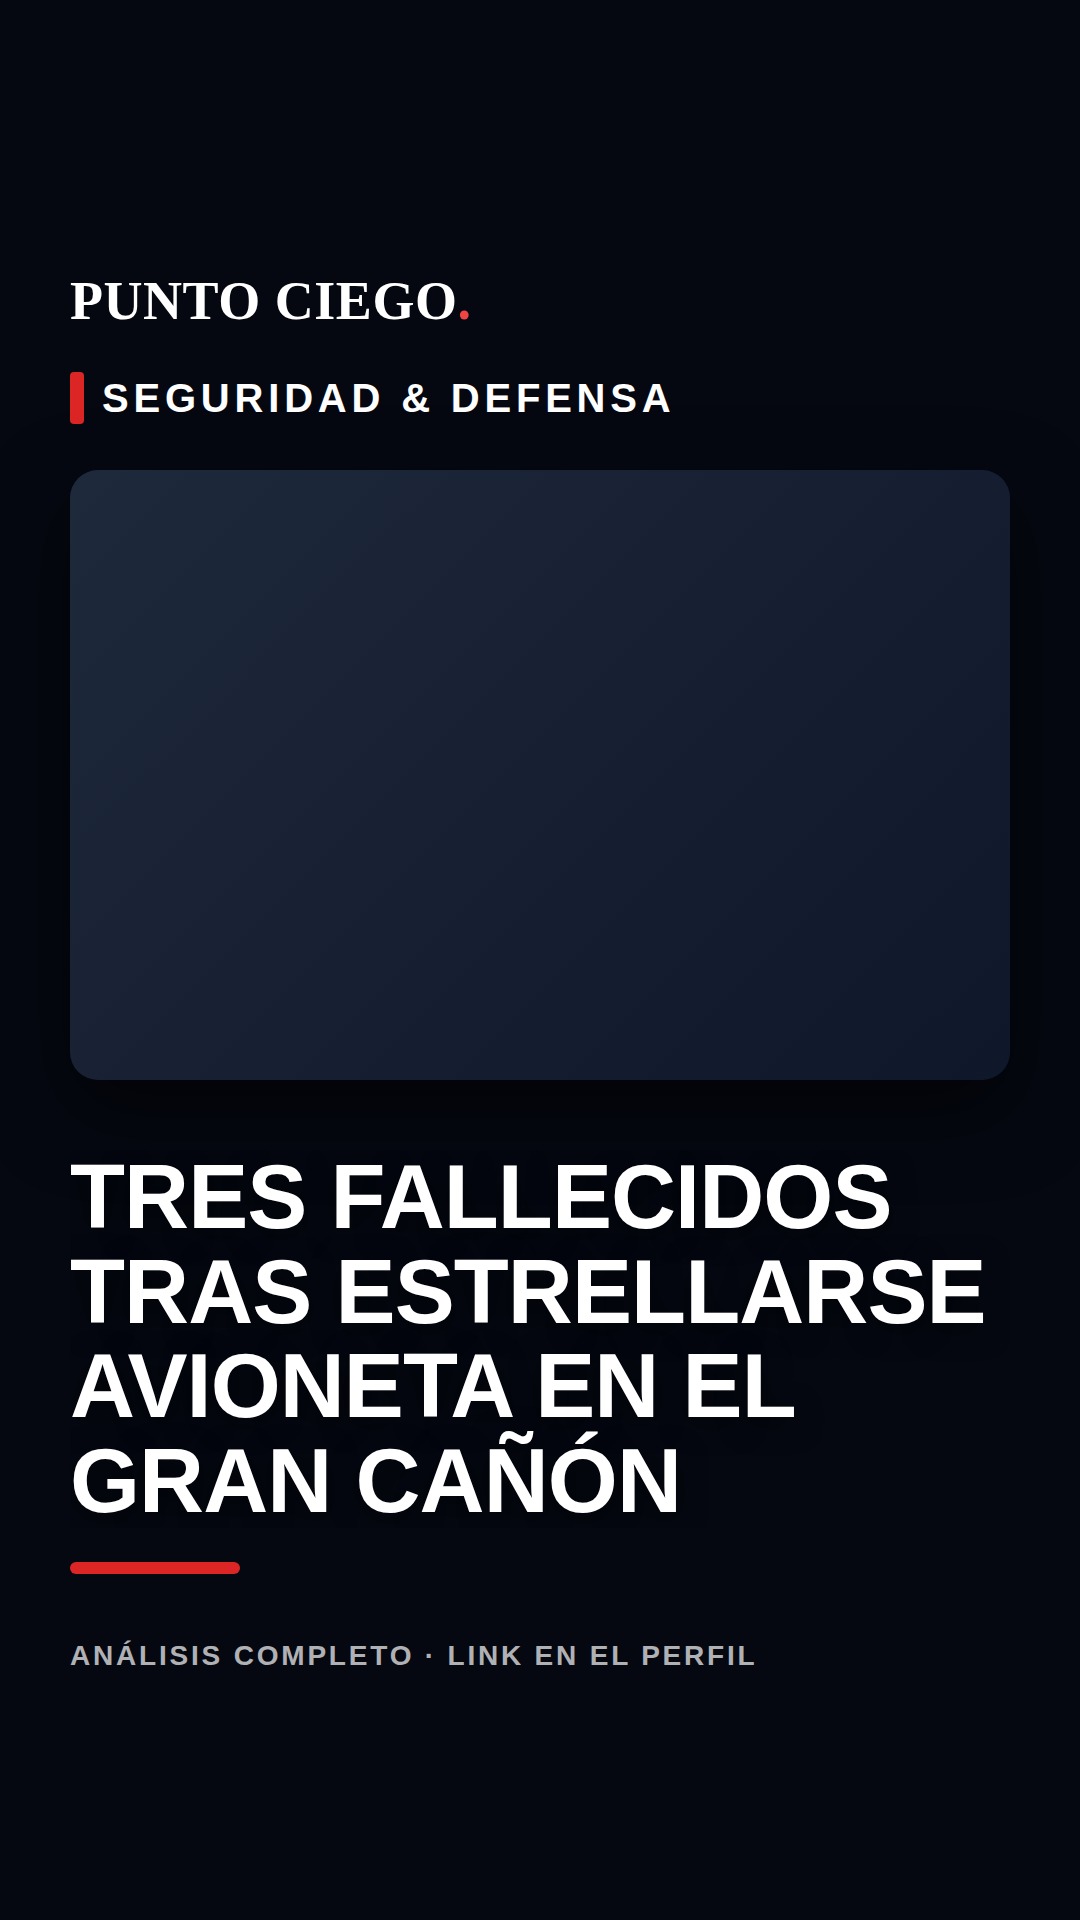 PUNTO CIEGO.
SEGURIDAD & DEFENSA
TRES FALLECIDOS
TRAS ESTRELLARSE
AVIONETA EN EL
GRAN CAÑÓN
ANÁLISIS COMPLETO · LINK EN EL PERFIL